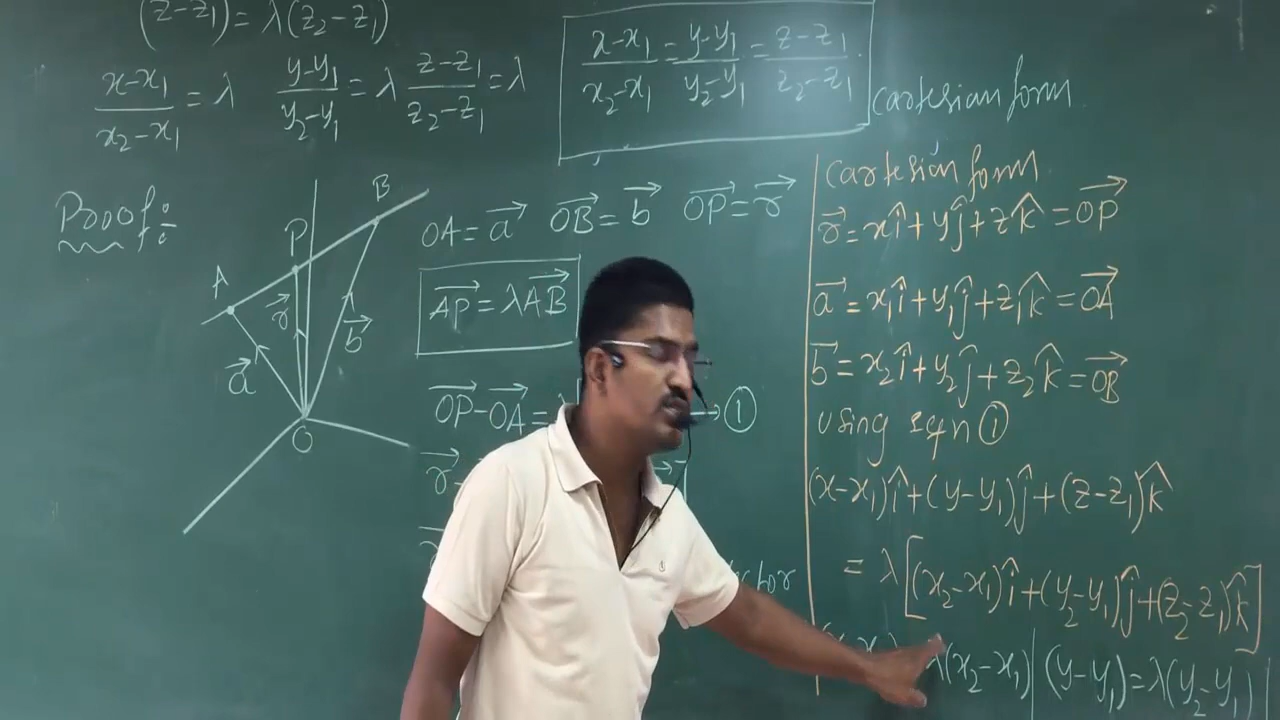 (z-z₁) = λ(z₂-z₁)
(x-x₁)/(x₂-x₁) = λ (y-y₁)/(y₂-y₁) = λ (z-z₁)/(z₂-z₁) = λ
(x-x₁)/(x₂-x₁) = (y-y₁)/(y₂-y₁) = (z-z₁)/(z₂-z₁)
cartesian form.
Proof:-
A
P
B
a⃗
r⃗
b⃗
O
OA = a⃗ OB⃗ = b⃗ OP⃗ = r⃗
AP⃗ = λAB⃗
OP⃗ - OA⃗ = → ①
r⃗
cartesian form.
r⃗ = xî + yĵ + zk̂ = OP⃗
a⃗ = x₁î + y₁ĵ + z₁k̂ = OA⃗
b⃗ = x₂î + y₂ĵ + z₂k̂ = OB⃗
using eqn ①
(x-x₁)î + (y-y₁)ĵ + (z-z₁)k̂
= λ[(x₂-x₁)î + (y₂-y₁)ĵ + (z₂-z₁)k̂]
λ(x₂-x₁) | (y-y₁) = λ(y₂-y₁) |